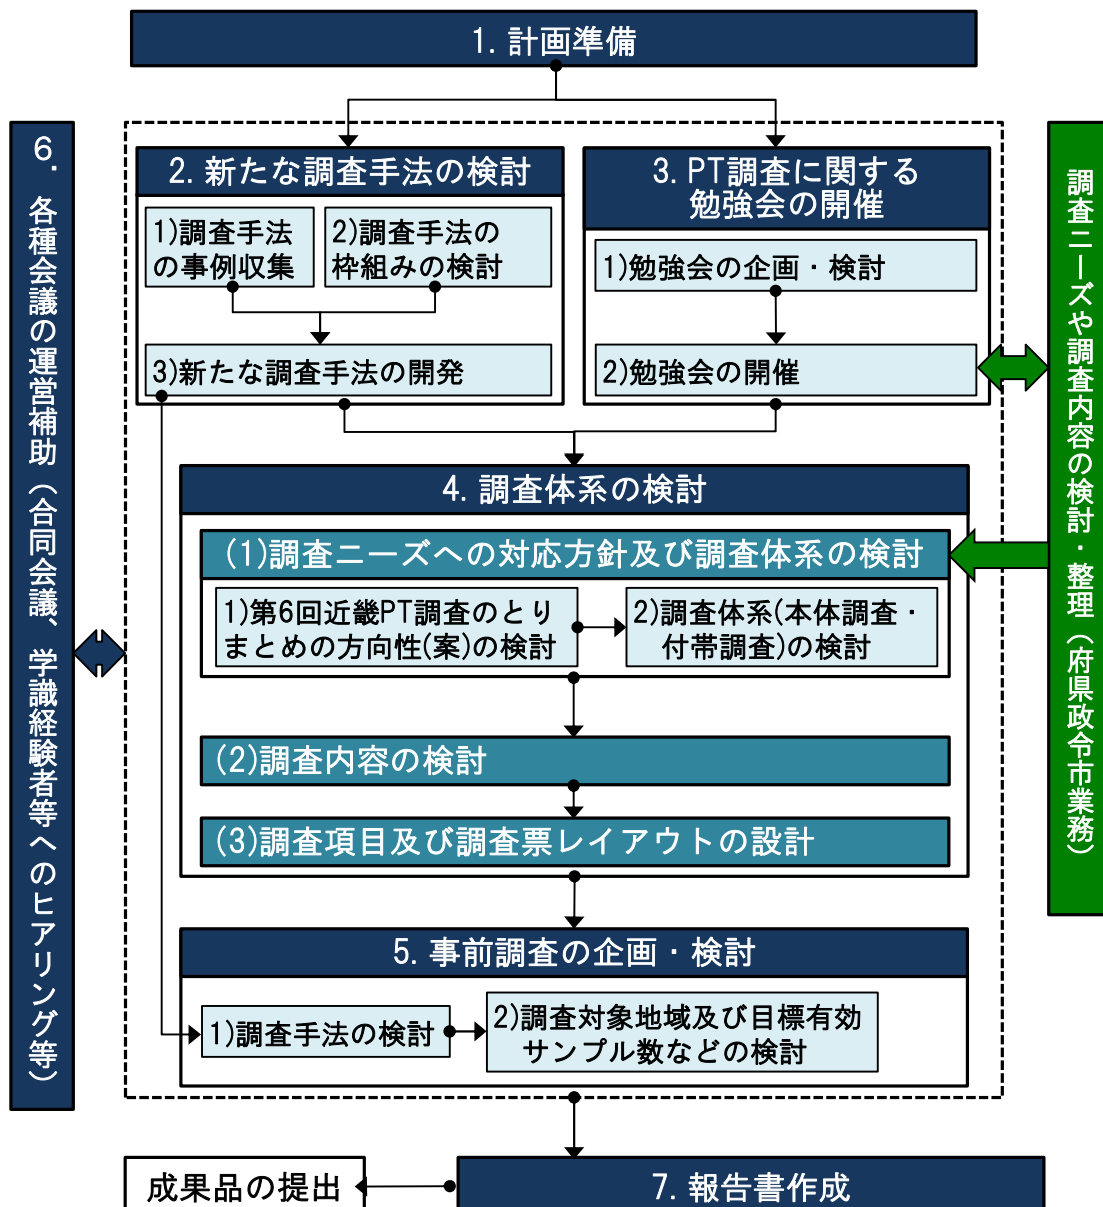 1. 計画準備
6. 各種会議の運営補助（合同会議、学識経験者等へのヒアリング等）
2. 新たな調査手法の検討
1)調査手法
の事例収集
2)調査手法の
枠組みの検討
3)新たな調査手法の開発
3. PT調査に関する
勉強会の開催
1)勉強会の企画・検討
2)勉強会の開催
調査ニーズや調査内容の検討・整理（府県政令市業務）
4. 調査体系の検討
(1)調査ニーズへの対応方針及び調査体系の検討
1)第6回近畿PT調査のとり
まとめの方向性(案)の検討
2)調査体系(本体調査・
付帯調査)の検討
(2)調査内容の検討
(3)調査項目及び調査票レイアウトの設計
5. 事前調査の企画・検討
1)調査手法の検討
2)調査対象地域及び目標有効
サンプル数などの検討
成果品の提出
7. 報告書作成